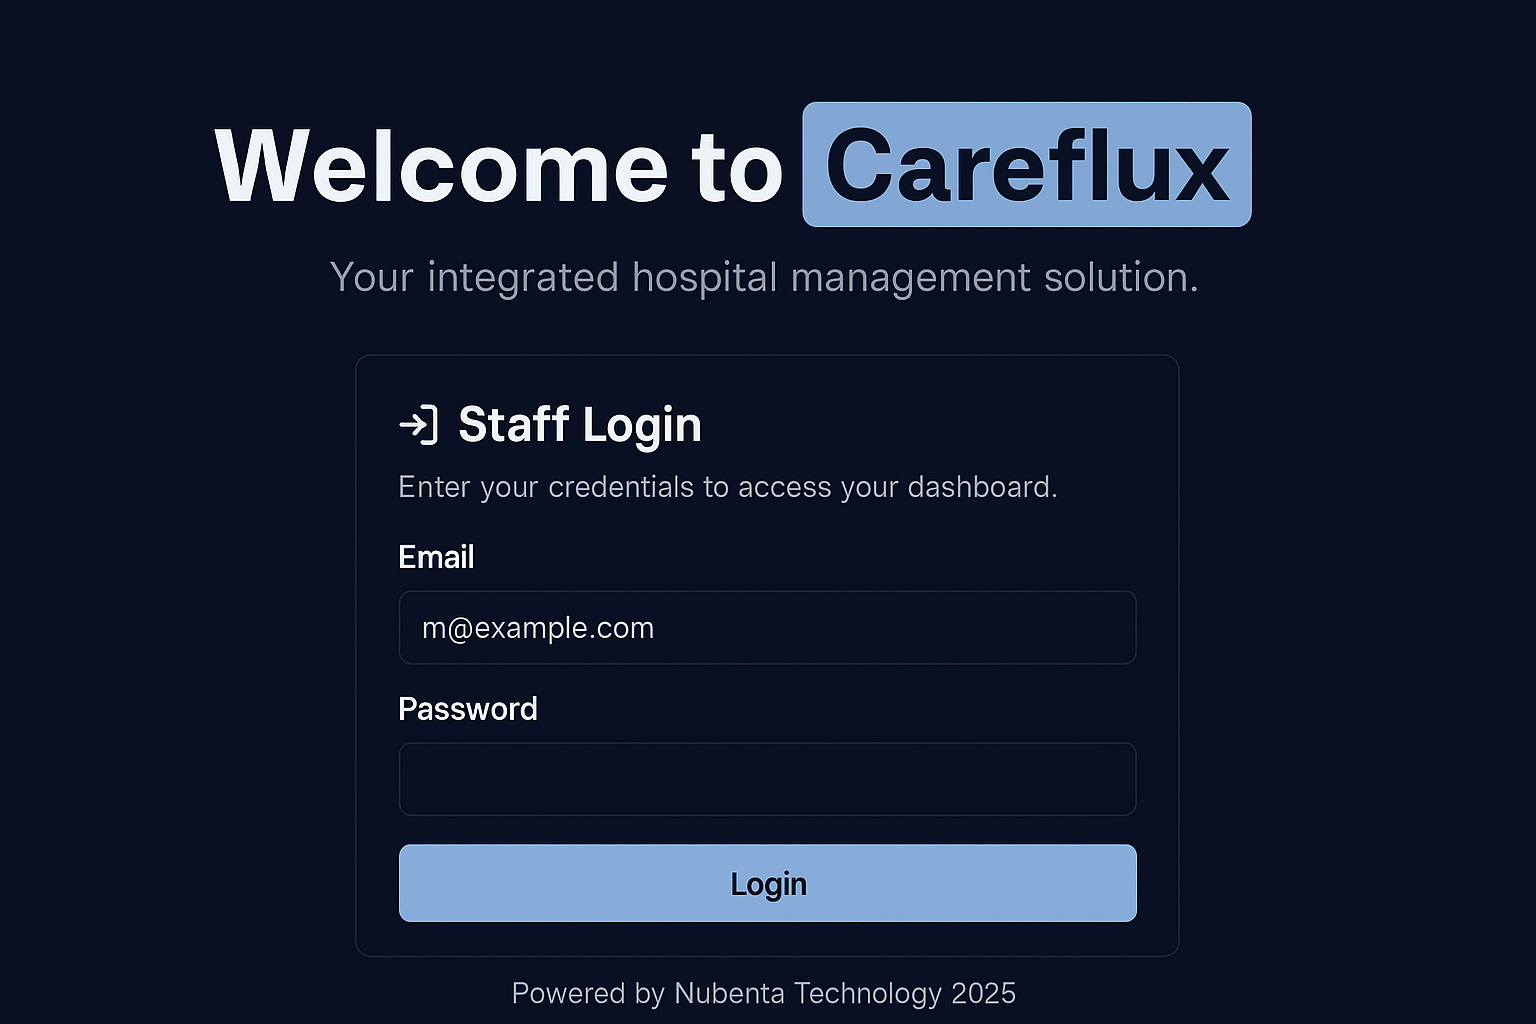 Welcome to Careflux
Your integrated hospital management solution.
Staff Login
Enter your credentials to access your dashboard.
Email
m@example.com
Password
Login
Powered by Nubenta Technology 2025